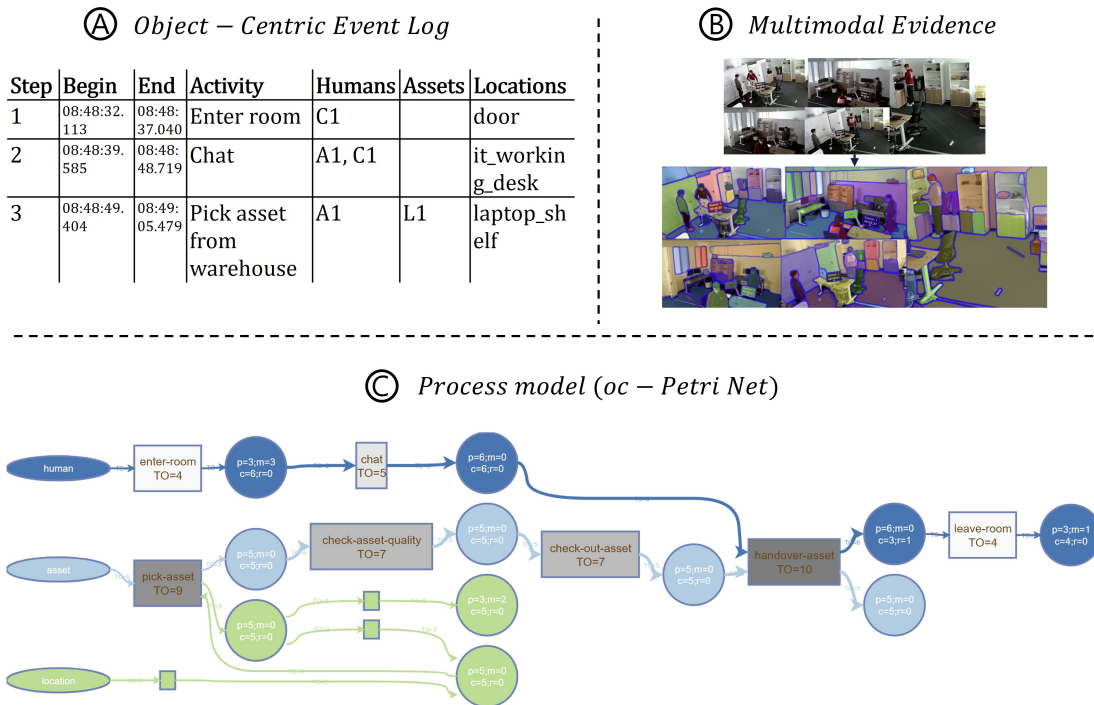 A Object − Centric Event Log
B Multimodal Evidence
Step Begin End Activity Humans Assets Locations
1 08:48:32. 08:48: Enter room C1 door
113 37.040
2 08:48:39. 08:48: Chat A1, C1 it_workin
585 48.719 g_desk
3 08:48:49. 08:49: Pick asset A1 L1 laptop_sh
404 05.479 from elf
warehouse
C Process model (oc − Petri Net)
human
enter-room
TO=4
p=3;m=3
c=6;r=0
chat
TO=5
p=6;m=0
c=6;r=0
asset
pick-asset
TO=9
p=5;m=0
c=5;r=0
check-asset-quality
TO=7
p=5;m=0
c=5;r=0
check-out-asset
TO=7
p=5;m=0
c=5;r=0
handover-asset
TO=10
p=6;m=0
c=3;r=1
leave-room
TO=4
p=3;m=1
c=4;r=0
p=5;m=0
c=5;r=0
p=5;m=0
c=5;r=0
p=3;m=2
c=5;r=0
location
p=5;m=0
c=5;r=0